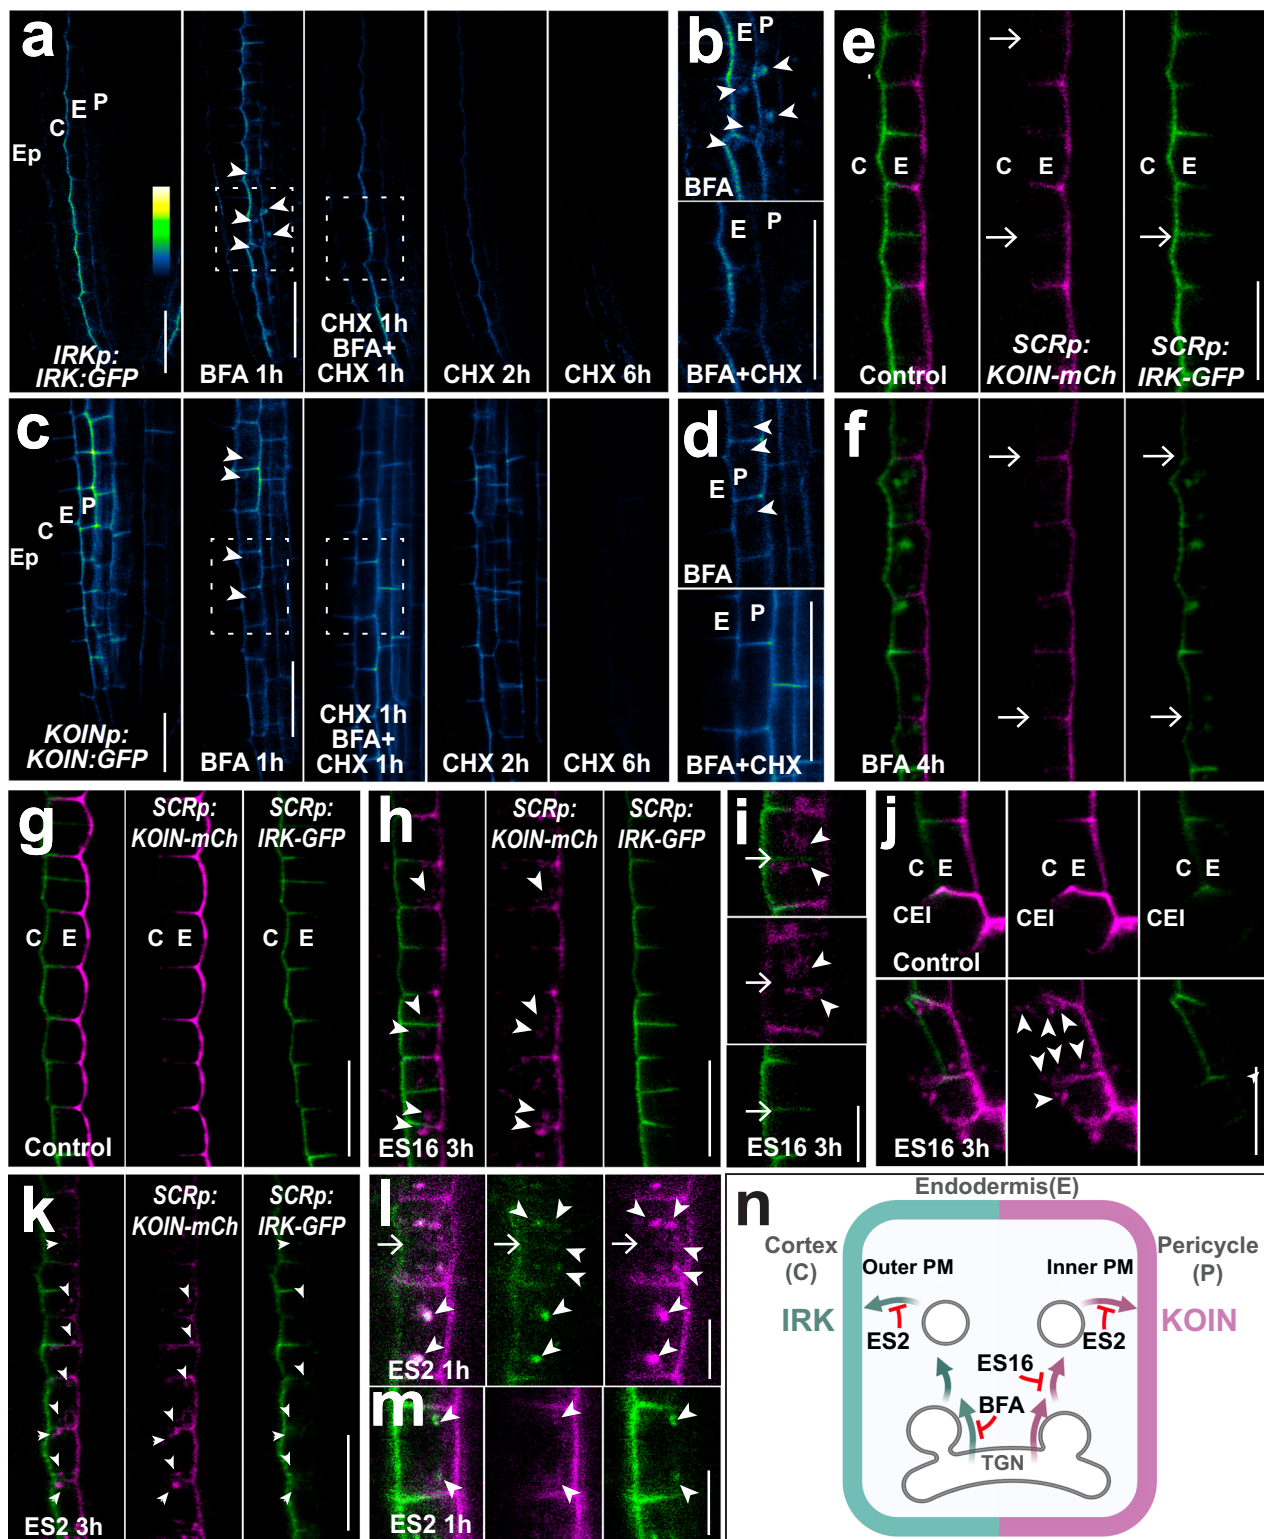 a
Ep
C
E
P
IRKp:
IRK:GFP
BFA 1h
CHX 1h
BFA+
CHX 1h
CHX 2h
CHX 6h
b
E P
BFA
E P
BFA+CHX
c
Ep
C
E
P
KOINp:
KOIN:GFP
BFA 1h
CHX 1h
BFA+
CHX 1h
CHX 2h
CHX 6h
d
E P
BFA
E P
BFA+CHX
e
C E
C E
C E
Control
SCRp:
KOIN-mCh
SCRp:
IRK-GFP
f
BFA 4h
g
SCRp:
KOIN-mCh
SCRp:
IRK-GFP
C E
C E
C E
Control
h
SCRp:
KOIN-mCh
SCRp:
IRK-GFP
ES16 3h
i
ES16 3h
j
C E
C E
C E
CEI
CEI
CEI
Control
ES16 3h
k
SCRp:
KOIN-mCh
SCRp:
IRK-GFP
ES2 3h
l
ES2 1h
m
ES2 1h
n
Endodermis(E)
Cortex
(C)
Pericycle
(P)
Outer PM
Inner PM
IRK
KOIN
ES2
ES2
ES16
BFA
TGN